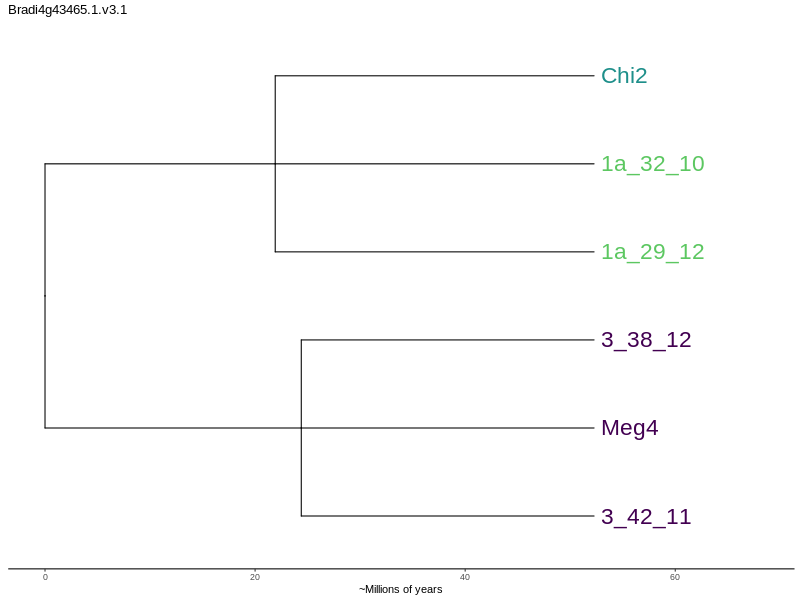 Bradi4g43465.1.v3.1
Chi2
1a_32_10
1a_29_12
3_38_12
Meg4
3_42_11
0 20 40 60
~Millions of years